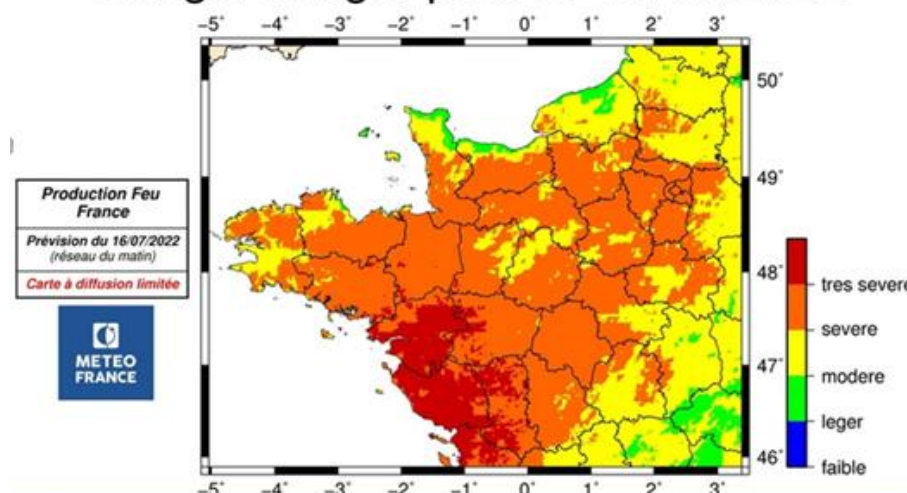 −5° −4° −3° −2° −1° 0° 1° 2° 3°
50°
49°
48°
47°
46°
Production Feu
France
Prévision du 16/07/2022
(réseau du matin)
Carte à diffusion limitée
METEO
FRANCE
tres severe
severe
modere
leger
faible
−5° −4° −3° −2° −1° 0° 1° 2° 3°